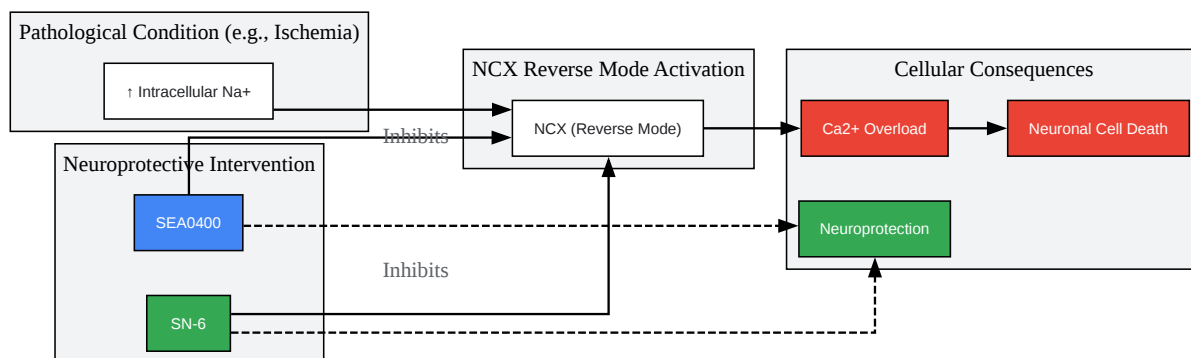 Pathological Condition (e.g., Ischemia)
↑ Intracellular Na+
NCX Reverse Mode Activation
NCX (Reverse Mode)
Cellular Consequences
Ca2+ Overload
Neuronal Cell Death
Inhibits
Neuroprotective Intervention
SEA0400
Neuroprotection
Inhibits
SN-6